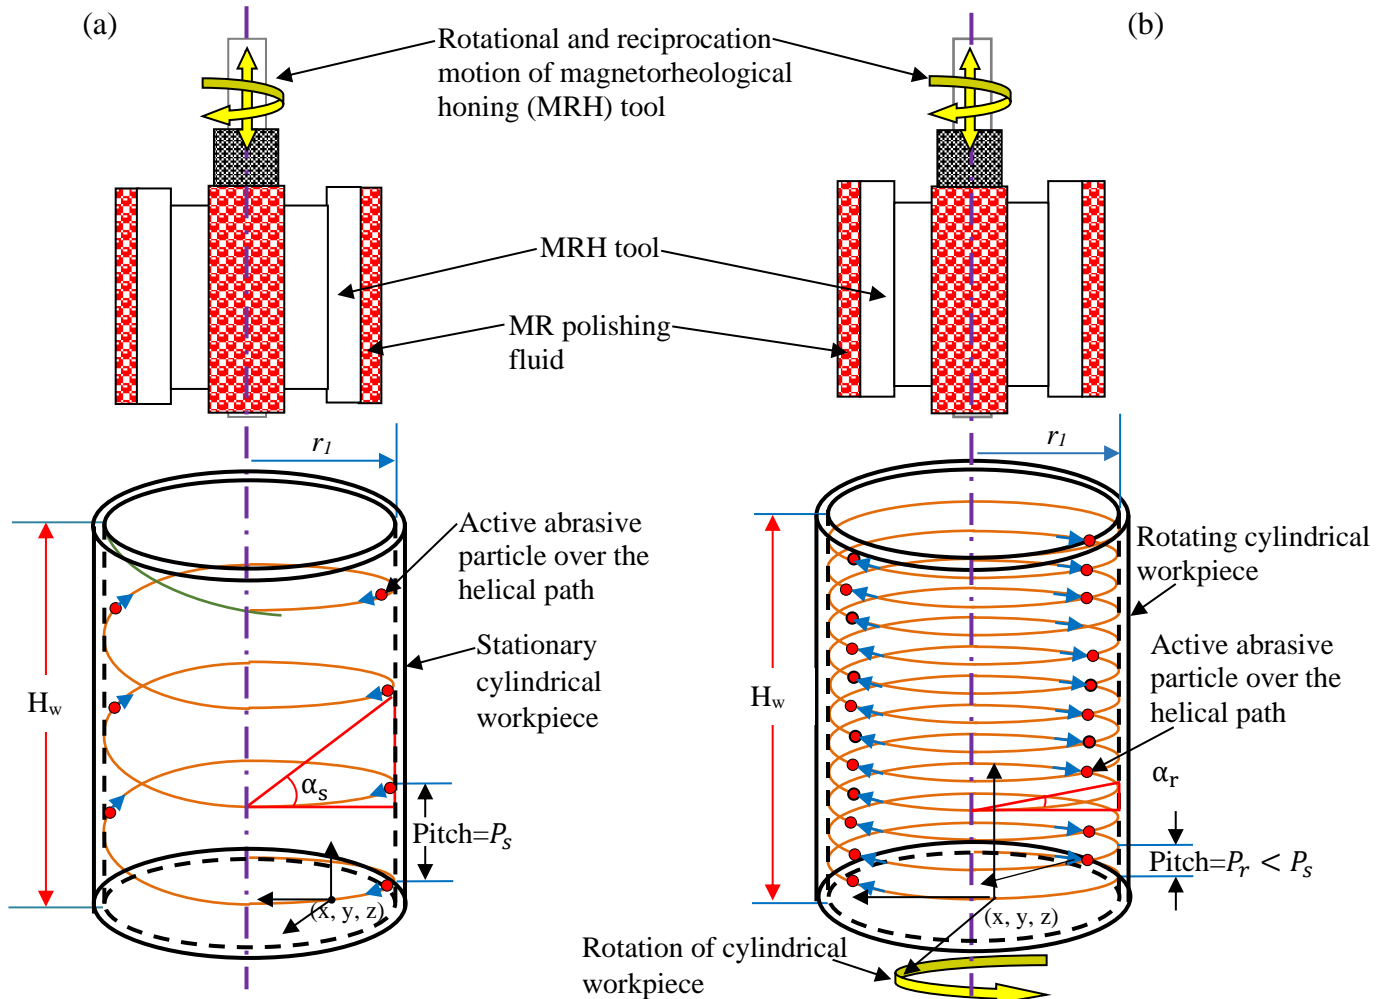 (a)
(b)
Rotational and reciprocation
motion of magnetorheological
honing (MRH) tool
MRH tool
MR polishing
fluid
r1
r1
Active abrasive
particle over the
helical path
Stationary
cylindrical
workpiece
Hw
αs
Pitch=Ps
(x, y, z)
Rotating cylindrical
workpiece
Active abrasive
particle over the
helical path
Hw
αr
Pitch=Pr < Ps
(x, y, z)
Rotation of cylindrical
workpiece